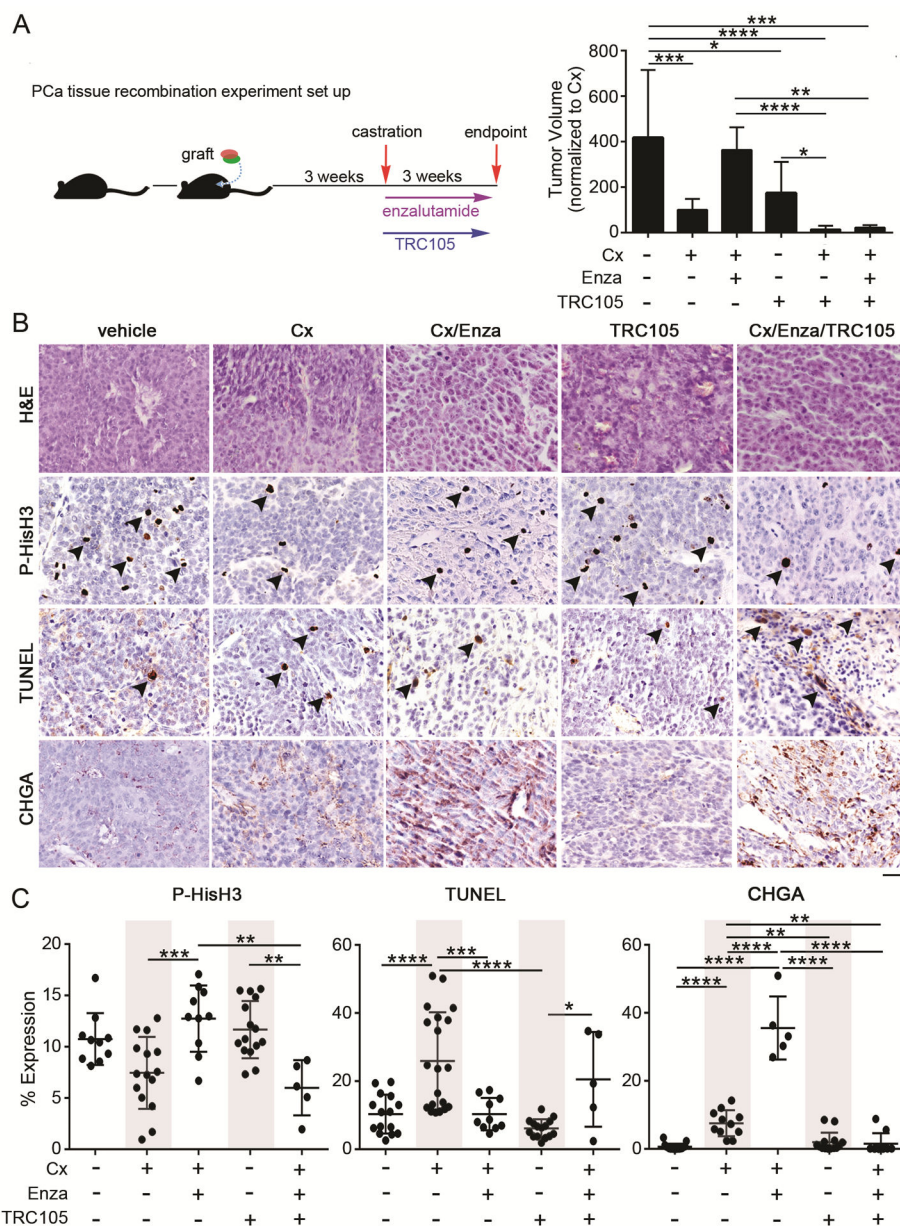 A
PCa tissue recombination experiment set up
graft
castration
endpoint
3 weeks
3 weeks
enzalutamide
TRC105
Tumor Volume
(normalized to Cx)
800
600
400
200
0
***
****
*
***
**
****
*
Cx - + + - + +
Enza - - + - - +
TRC105 - - - + + +
B
vehicle Cx Cx/Enza TRC105 Cx/Enza/TRC105
H&E
P-HisH3
TUNEL
CHGA
C
P-HisH3 TUNEL CHGA
% Expression
20
15
10
5
0
*** ** **
60
40
20
0
**** *** **** *
60
40
20
0
**
**
**** ****
**** **** ****
Cx - + + - + - + + - + - + + - +
Enza - - + - + - - + - + - - + - +
TRC105 - - - + + - - - + + - - - + +